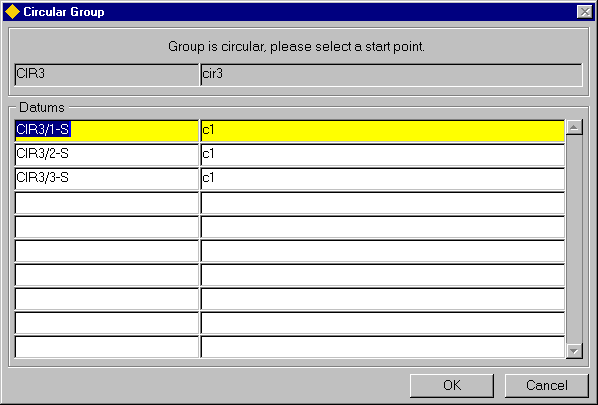 Circular Group
Group is circular, please select a start point.
CIR3 cir3
Datums
CIR3/1-S c1
CIR3/2-S c1
CIR3/3-S c1
OK Cancel